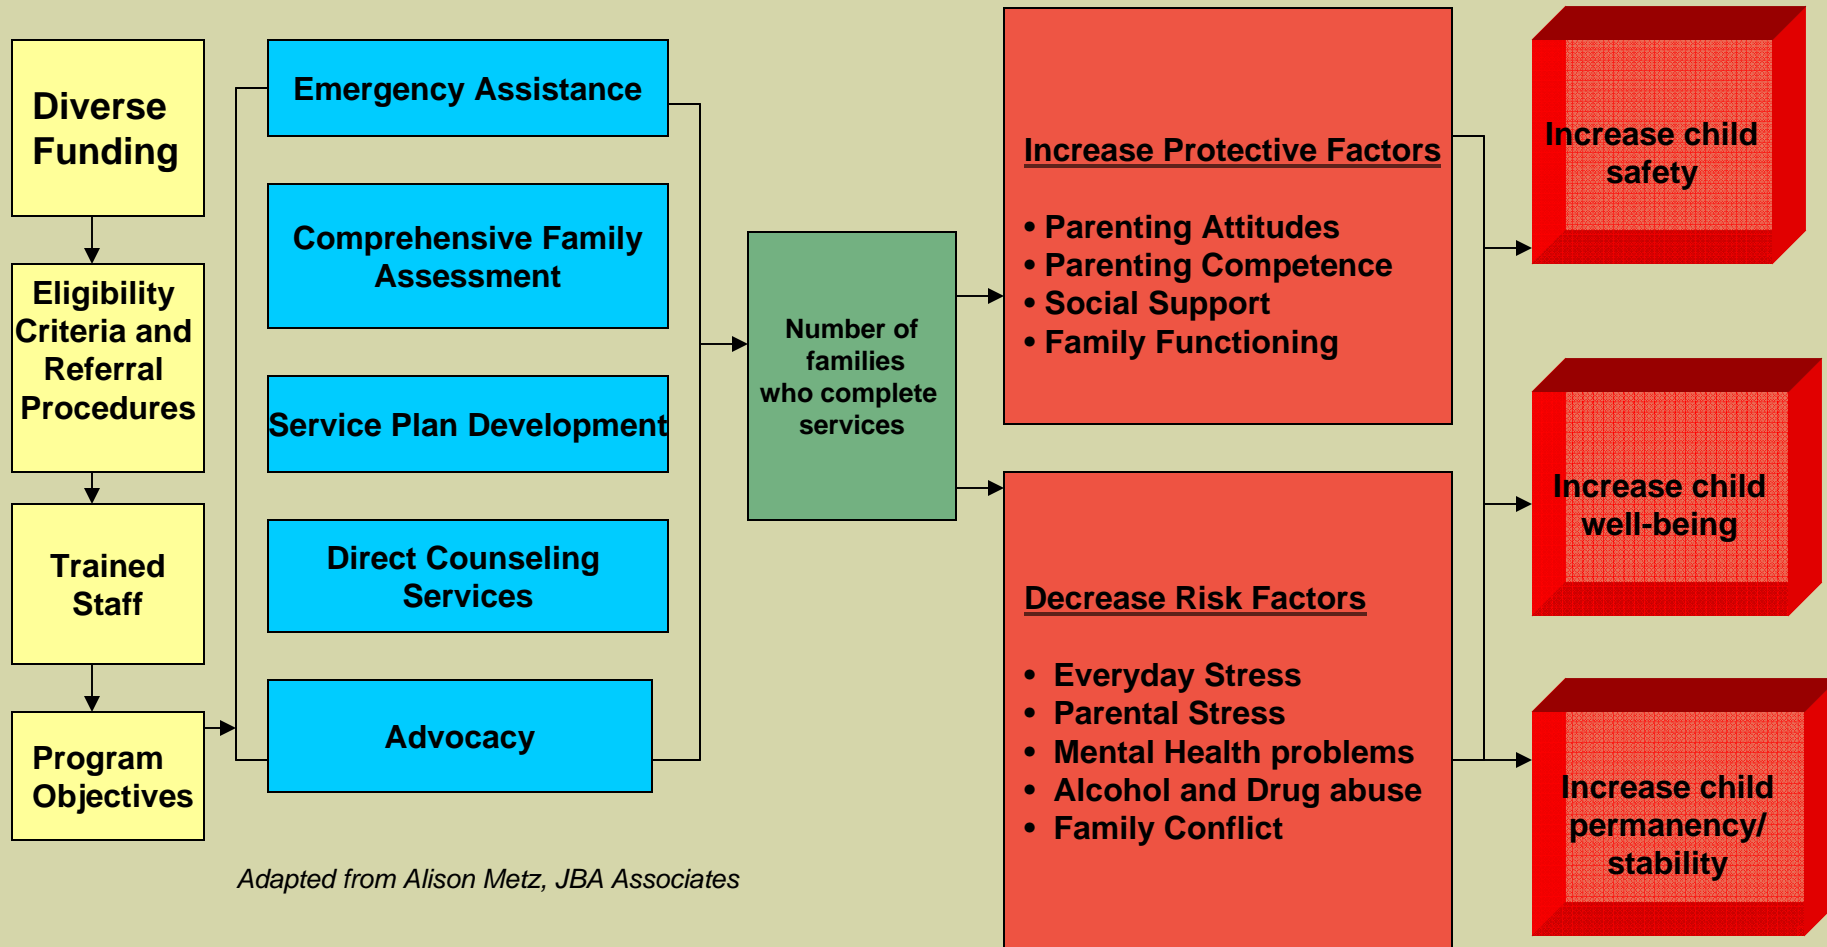 Diverse
Funding
Eligibility
Criteria and
Referral
Procedures
Trained
Staff
Program
Objectives
Emergency Assistance
Comprehensive Family
Assessment
Service Plan Development
Direct Counseling
Services
Advocacy
Number of
families
who complete
services
Increase Protective Factors
• Parenting Attitudes
• Parenting Competence
• Social Support
• Family Functioning
Decrease Risk Factors
• Everyday Stress
• Parental Stress
• Mental Health problems
• Alcohol and Drug abuse
• Family Conflict
Increase child
safety
Increase child
well-being
Increase child
permanency/
stability
Adapted from Alison Metz, JBA Associates